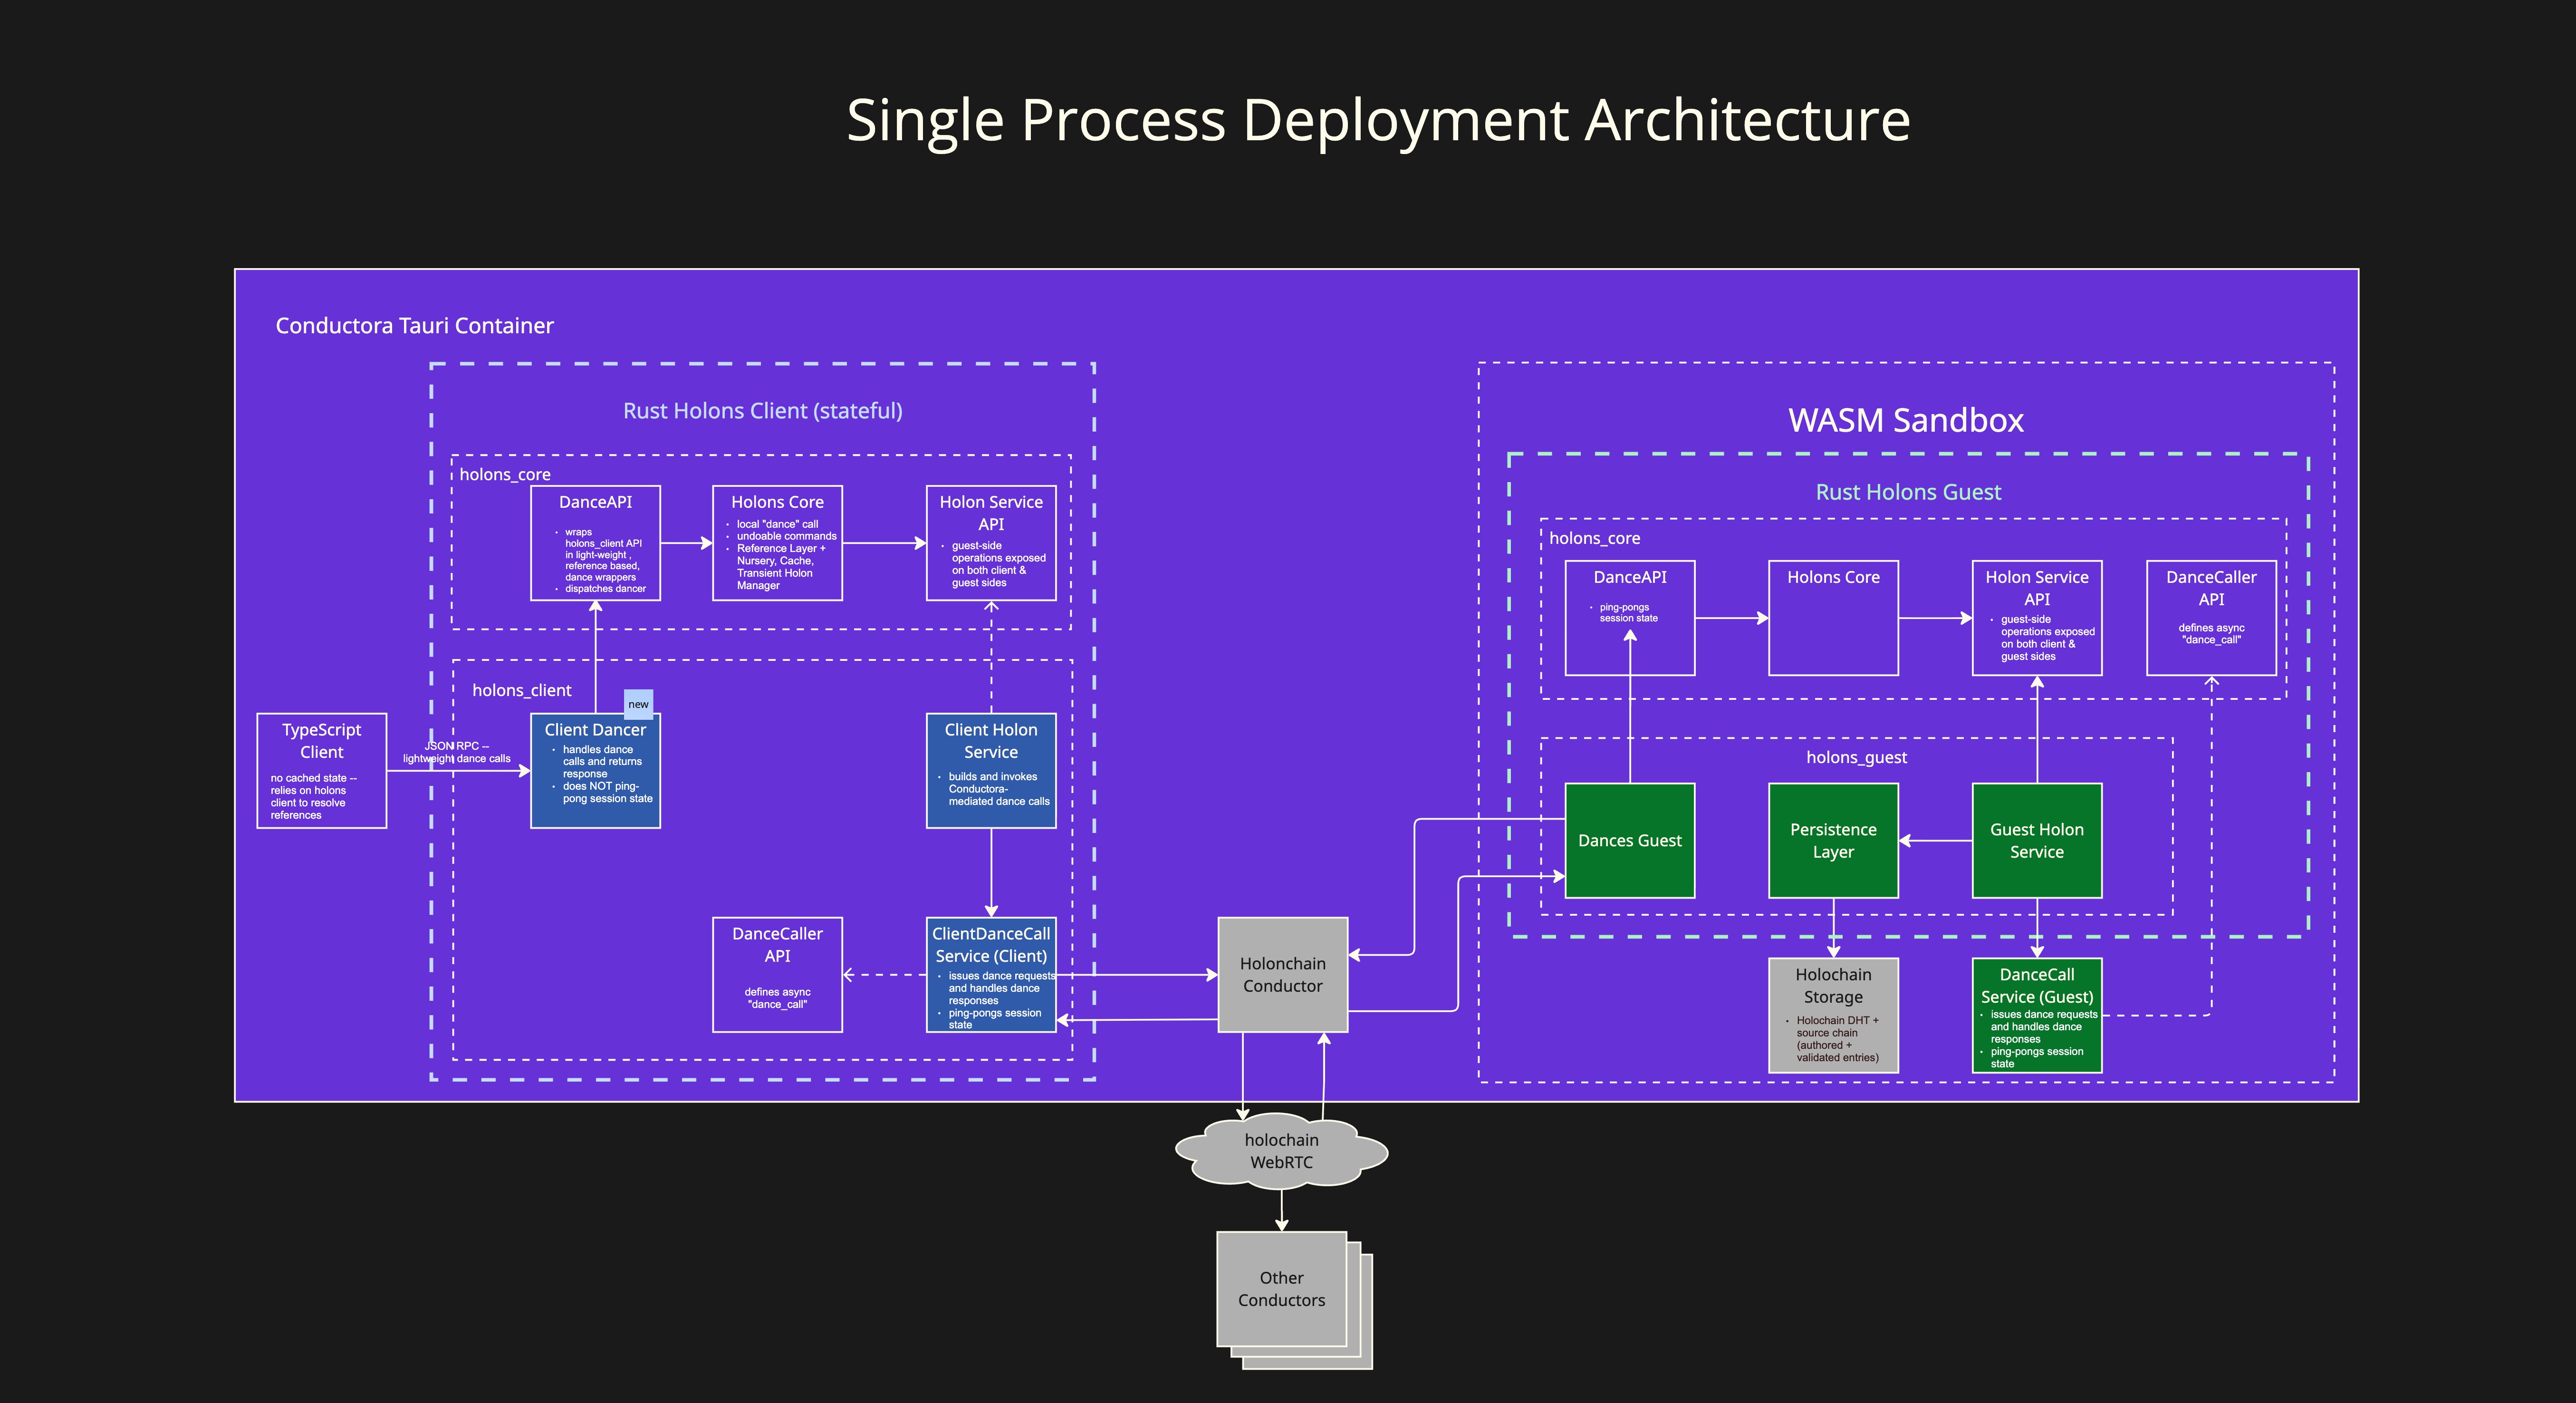 Single Process Deployment Architecture
Conductora Tauri Container
Rust Holons Client (stateful)
holons_core
DanceAPI
• wraps
holons_client API
in light-weight ,
reference based,
dance wrappers
• dispatches dancer
Holons Core
• local "dance" call
• undoable commands
• Reference Layer +
Nursery, Cache,
Transient Holon
Manager
Holon Service
API
• guest-side
operations exposed
on both client &
guest sides
holons_client
new
TypeScript
Client
no cached state --
relies on holons
client to resolve
references
JSON RPC --
lightweight dance calls
Client Dancer
• handles dance
calls and returns
response
• does NOT ping-
pong session state
Client Holon
Service
• builds and invokes
Conductora-
mediated dance calls
DanceCaller
API
defines async
"dance_call"
ClientDanceCall
Service (Client)
• issues dance requests
and handles dance
responses
• ping-pongs session
state
Holonchain
Conductor
WASM Sandbox
Rust Holons Guest
holons_core
DanceAPI
• ping-pongs
session state
Holons Core
Holon Service
API
• guest-side
operations exposed
on both client &
guest sides
DanceCaller
API
defines async
"dance_call"
holons_guest
Dances Guest
Persistence
Layer
Guest Holon
Service
Holochain
Storage
• Holochain DHT +
source chain
(authored +
validated entries)
DanceCall
Service (Guest)
• issues dance requests
and handles dance
responses
• ping-pongs session
state
holochain
WebRTC
Other
Conductors